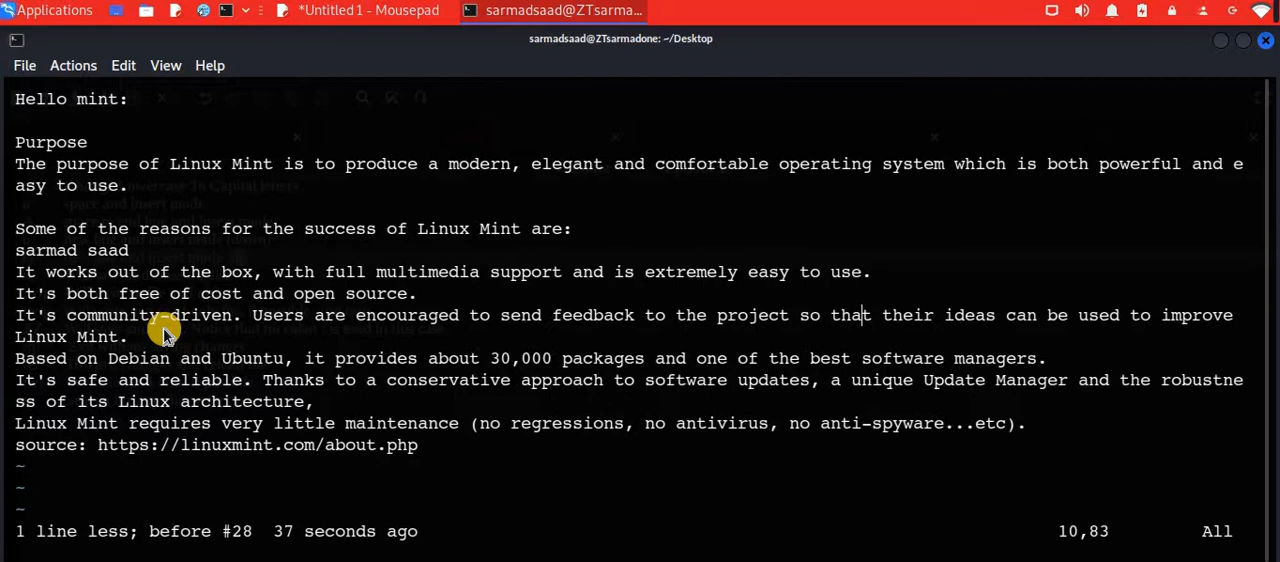 Applications
*Untitled 1 - Mousepad
sarmadsaad@ZTsarma...
sarmadsaad@ZTsarmadone: ~/Desktop
File Actions Edit View Help
Hello mint:
Purpose
The purpose of Linux Mint is to produce a modern, elegant and comfortable operating system which is both powerful and e
asy to use.
Some of the reasons for the success of Linux Mint are:
sarmad saad
It works out of the box, with full multimedia support and is extremely easy to use.
It's both free of cost and open source.
It's community-driven. Users are encouraged to send feedback to the project so that their ideas can be used to improve
Linux Mint.
Based on Debian and Ubuntu, it provides about 30,000 packages and one of the best software managers.
It's safe and reliable. Thanks to a conservative approach to software updates, a unique Update Manager and the robustne
ss of its Linux architecture,
Linux Mint requires very little maintenance (no regressions, no antivirus, no anti-spyware...etc).
source: https://linuxmint.com/about.php
~
~
~
1 line less; before #28 37 seconds ago 10,83 All